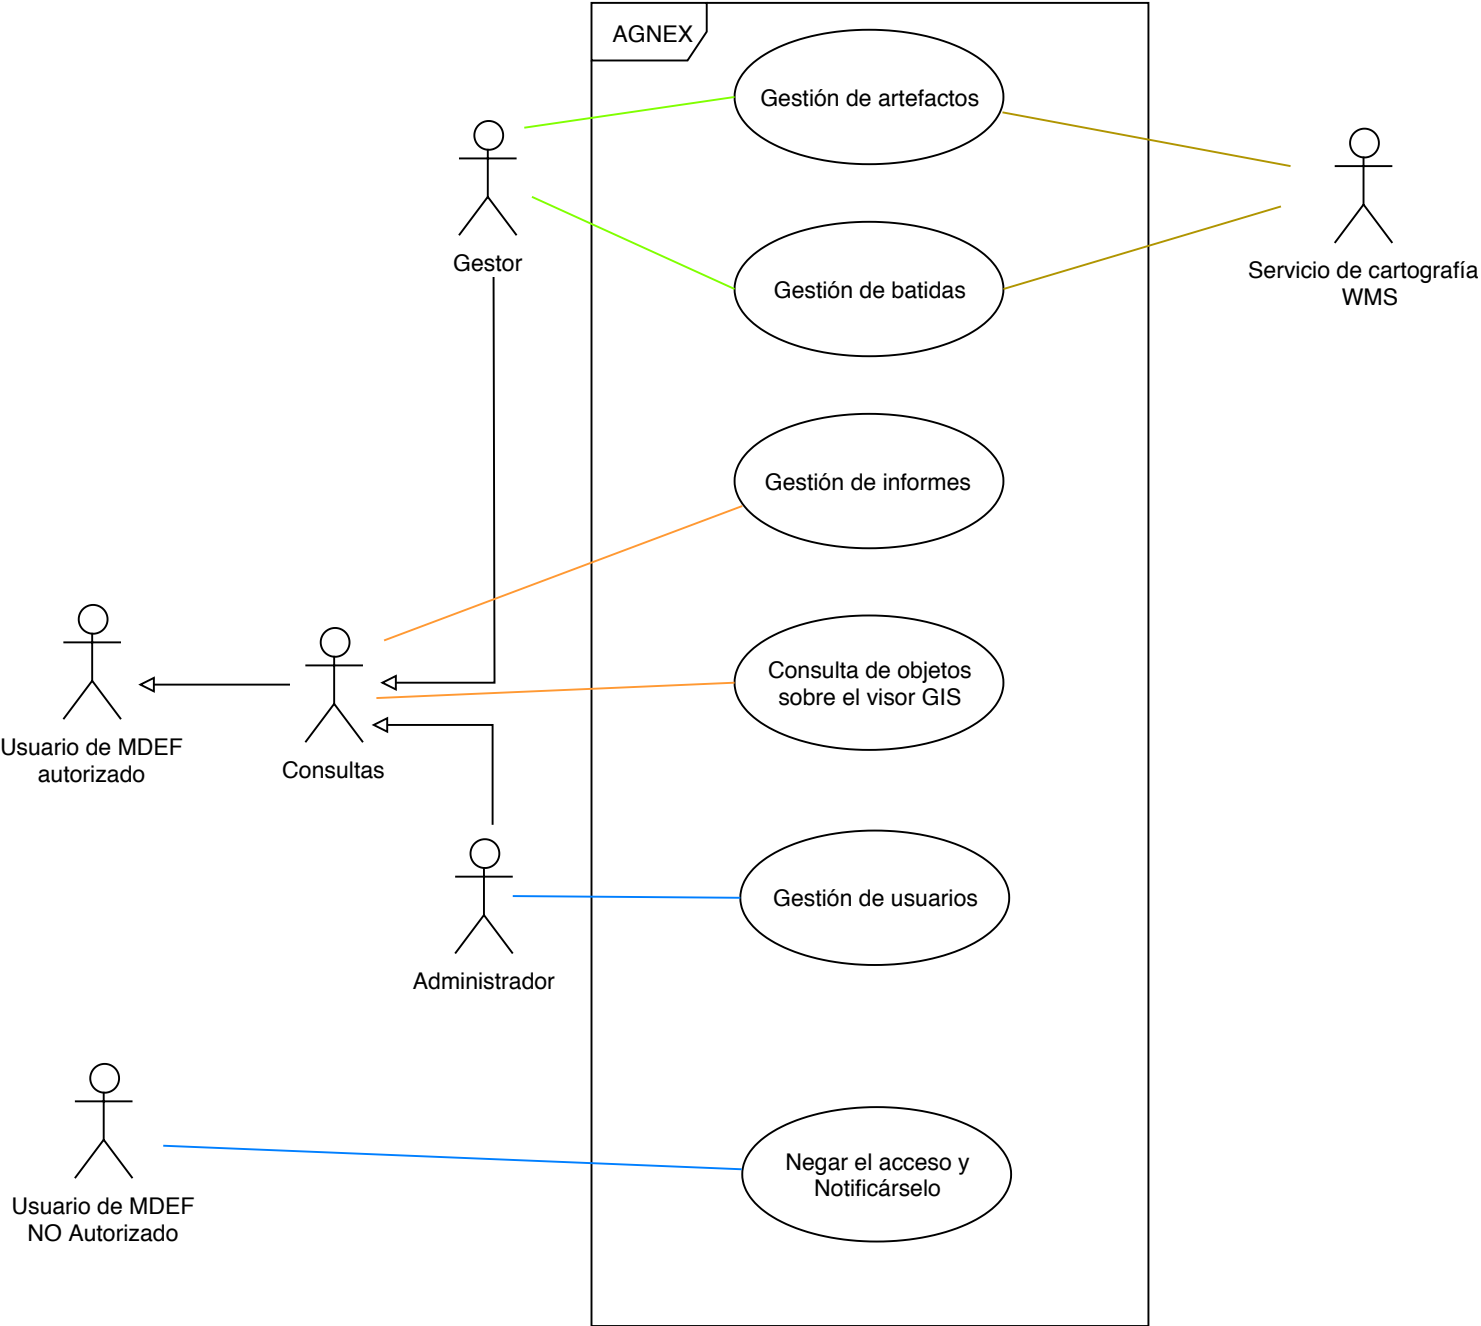 AGNEX
Gestión de artefactos
Gestor
Servicio de cartografía
WMS
Gestión de batidas
Gestión de informes
Consulta de objetos
sobre el visor GIS
Usuario de MDEF
autorizado
Consultas
Gestión de usuarios
Administrador
Negar el acceso y
Notificárselo
Usuario de MDEF
NO Autorizado